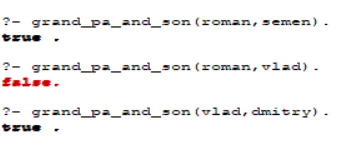 ?- grand_pa_and_son(roman,semen).
true .
?- grand_pa_and_son(roman,vlad).
false.
?- grand_pa_and_son(vlad,dmitry).
true .